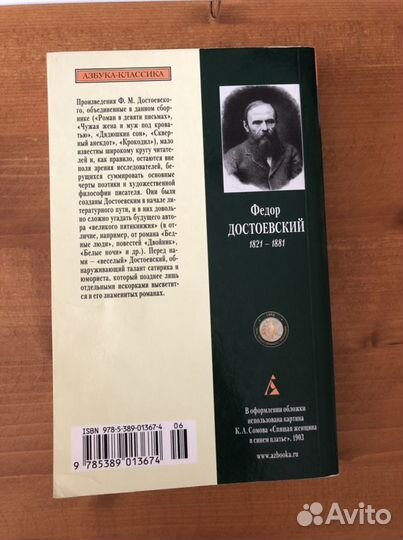 АЗБУКА-КЛАССИКА
Произведения Ф. М. Достоевско-
го, объединенные в данном сбор-
нике («Роман в девяти письмах»,
«Чужая жена и муж под крова-
тью», «Дядюшкин сон», «Сквер-
ный анекдот», «Крокодил»), мало
известны широкому кругу читате-
лей и, как правило, остаются вне
поля зрения исследователей, бе-
рущихся суммировать основные
черты поэтики и художественной
философии писателя. Они были
созданы Достоевским в начале ли-
тературного пути, и в них доволь-
но сложно угадать будущего авто-
ра «великого пятикнижия» (в от-
личие, например, от романа «Бед-
ные люди», повестей «Двойник»,
«Белые ночи» и др.). Перед на-
ми – «веселый» Достоевский, об-
наруживающий талант сатирика и
юмориста, который позднее лишь
отдельными искорками высветит-
ся в его знаменитых романах.
ISBN 978-5-389-01367-4
06
9 785389 013674
Федор
ДОСТОЕВСКИЙ
1821 – 1881
В оформлении обложки
использована картина
К. А. Сомова «Спящая женщина
в синем платье», 1903
www.azbooka.ru
Avito